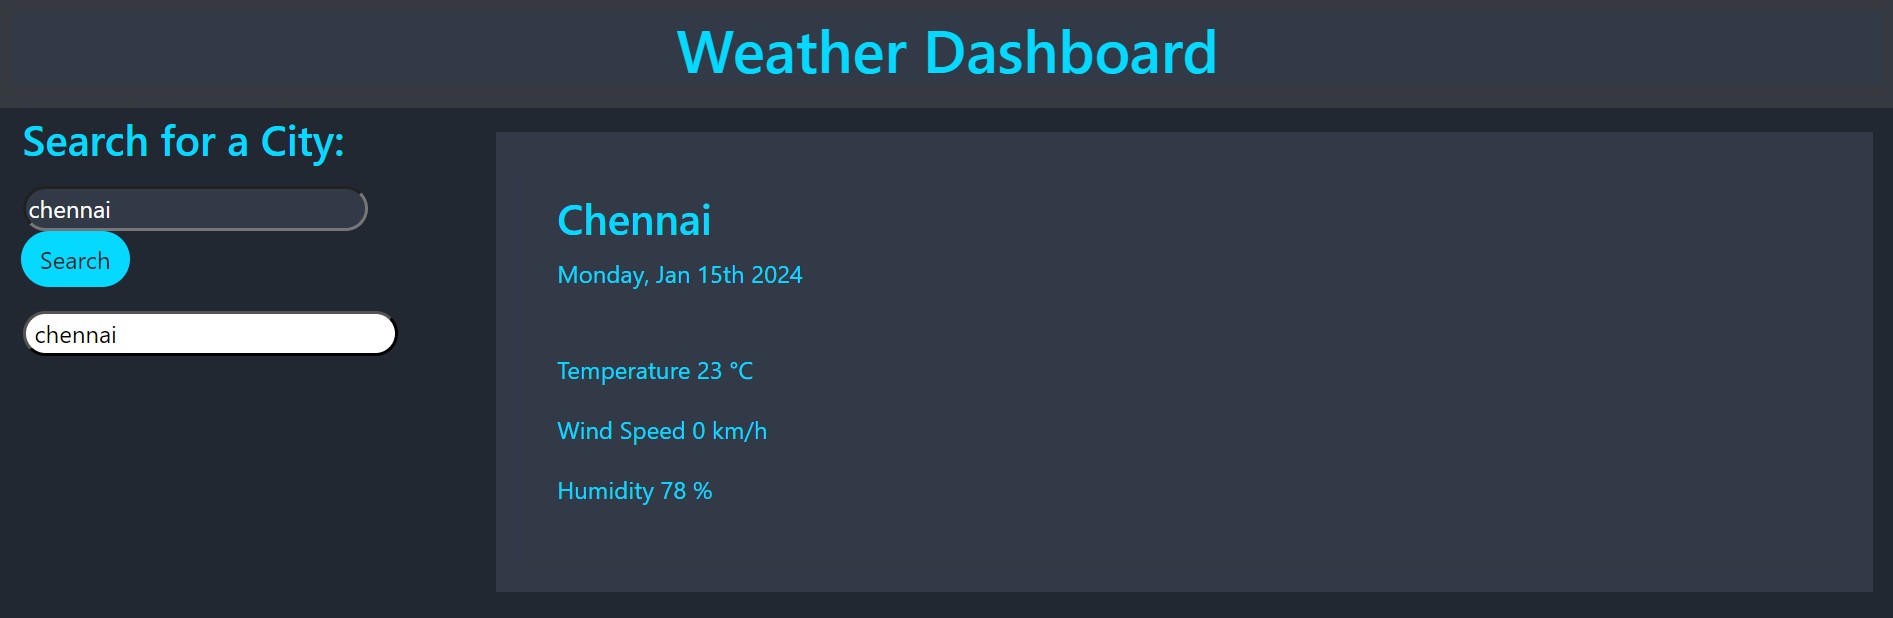 Weather Dashboard
Search for a City:
chennai
Search
chennai
Chennai
Monday, Jan 15th 2024
Temperature 23 °C
Wind Speed 0 km/h
Humidity 78 %